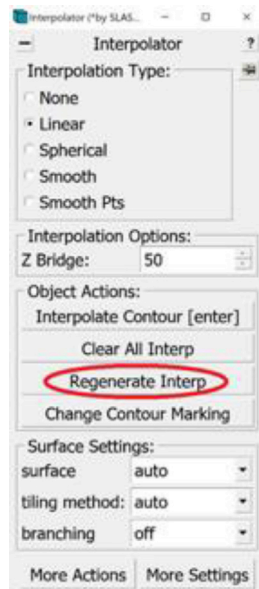 Interpolator (*by SLAS...
Interpolator ?
Interpolation Type:
None
Linear
Spherical
Smooth
Smooth Pts
Interpolation Options:
Z Bridge: 50
Object Actions:
Interpolate Contour [enter]
Clear All Interp
Regenerate Interp
Change Contour Marking
Surface Settings:
surface auto
tiling method: auto
branching off
More Actions More Settings